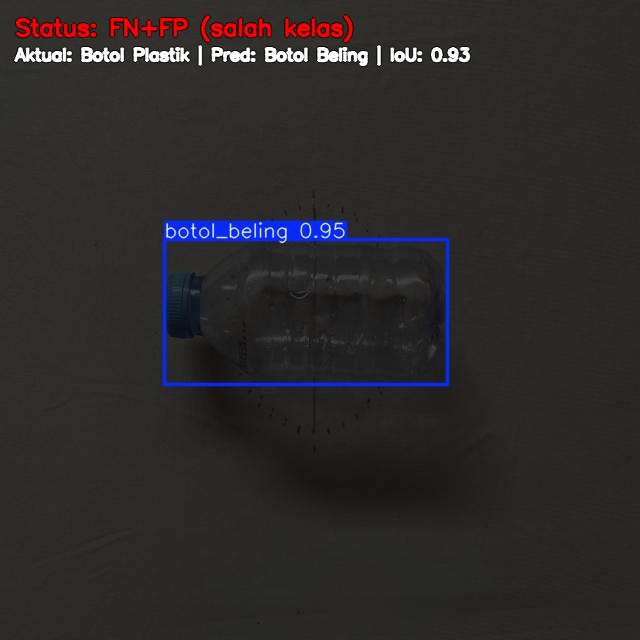 Status: FN+FP (salah kelas)
Aktual: Botol Plastik | Pred: Botol Beling | IoU: 0.93
botol_beling 0.95